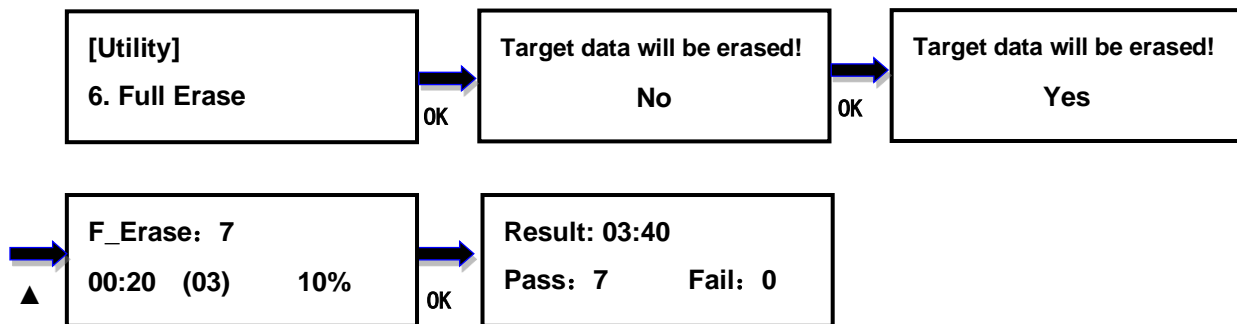 [Utility]
6. Full Erase
OK
Target data will be erased!
No
OK
Target data will be erased!
Yes
▲
F_Erase：7
00:20 (03) 10%
OK
Result: 03:40
Pass：7 Fail：0